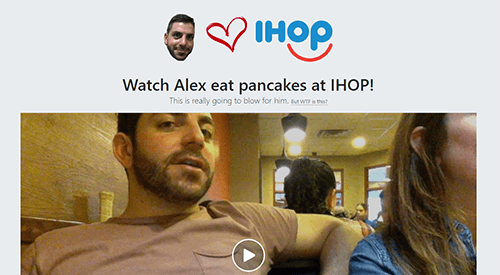 IHOP
Watch Alex eat pancakes at IHOP!
This is really going to blow for him. But WTF is this?